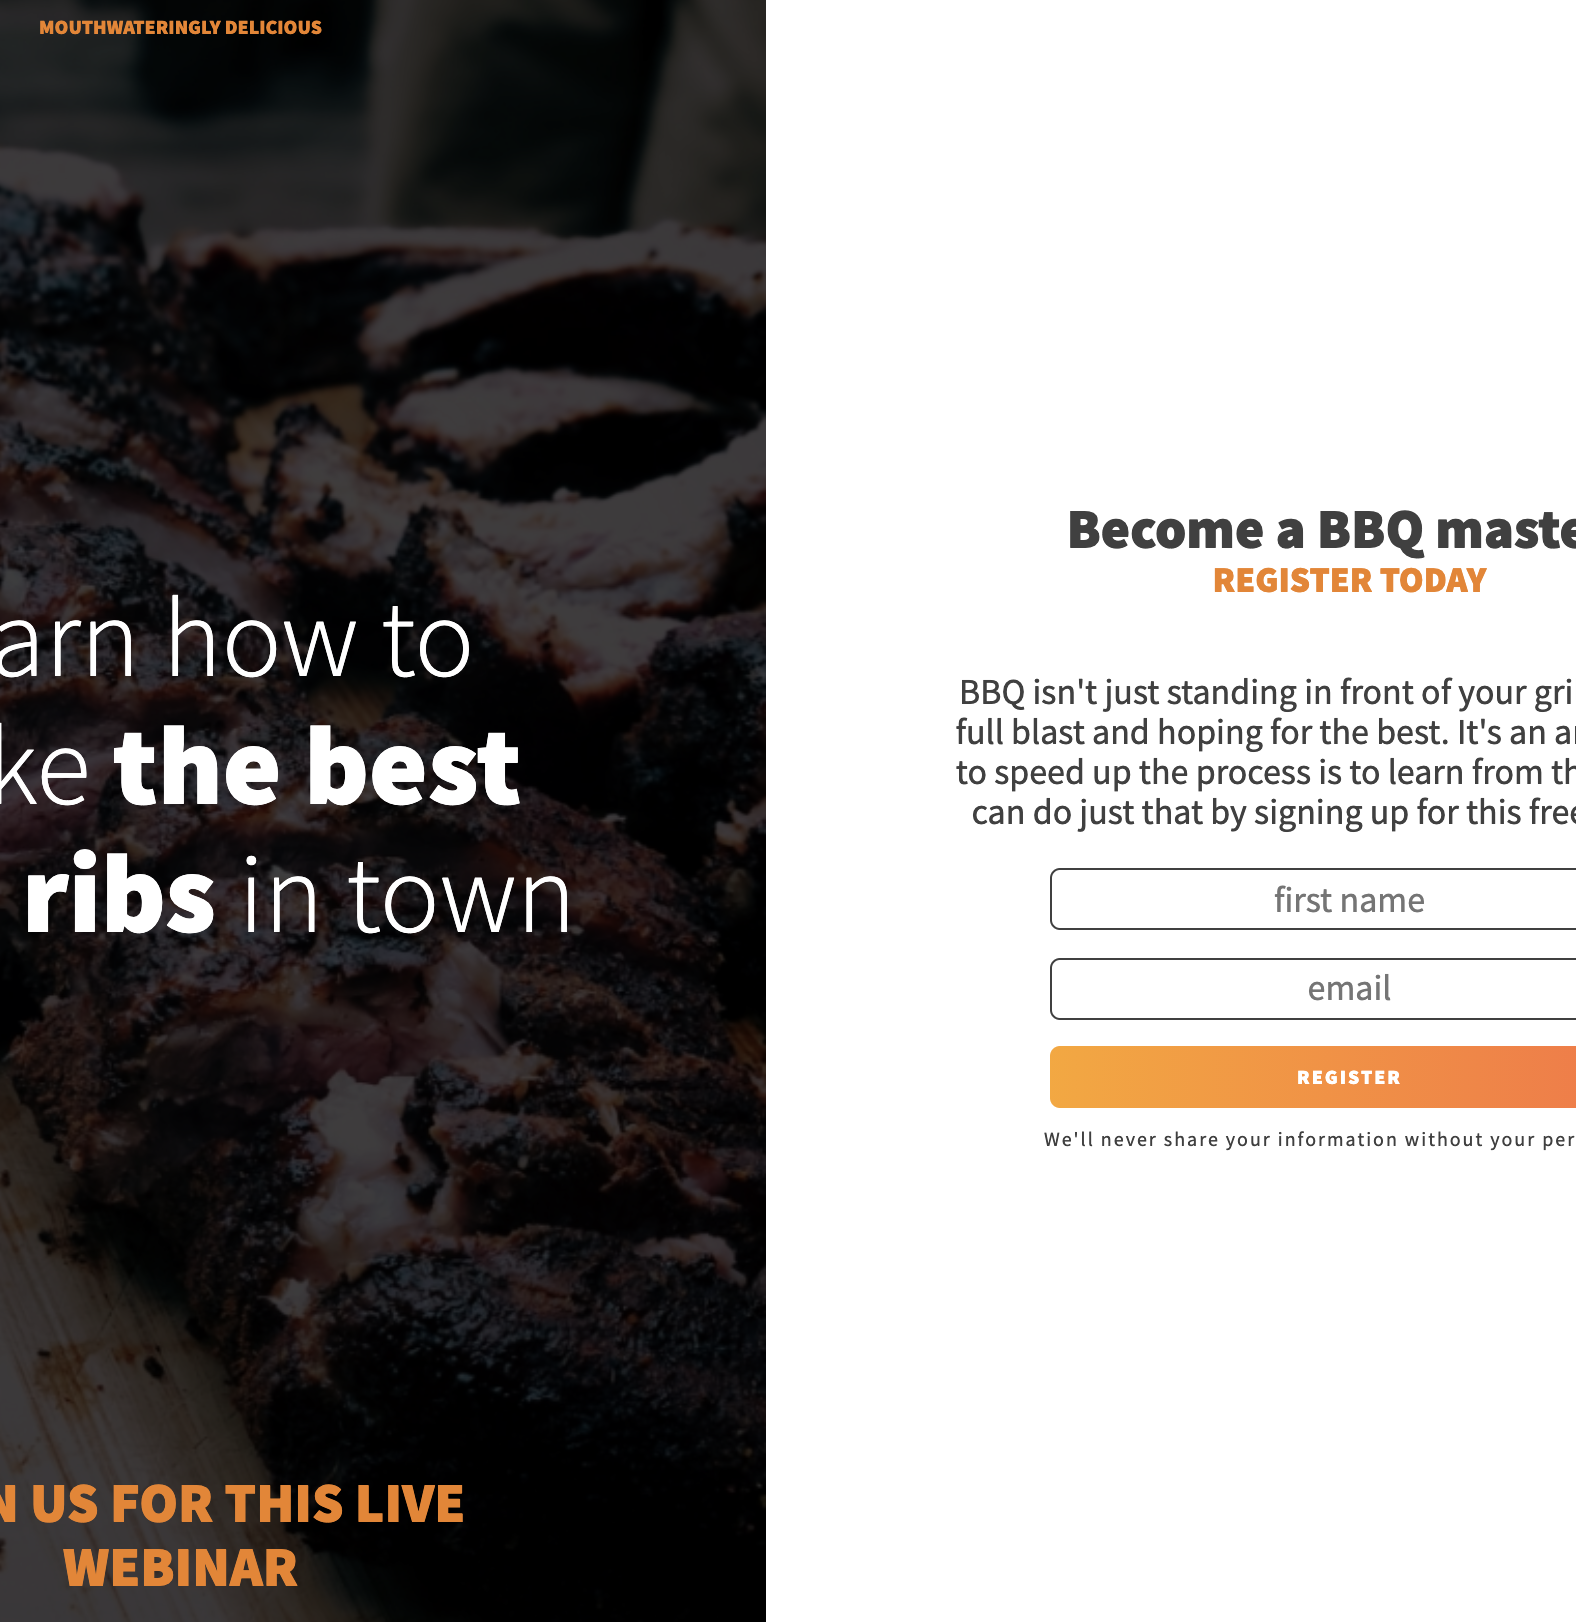 MOUTHWATERINGLY DELICIOUS
arn how to
ke the best
ribs in town
N US FOR THIS LIVE
WEBINAR
Become a BBQ maste
REGISTER TODAY
BBQ isn't just standing in front of your gri
full blast and hoping for the best. It's an a
to speed up the process is to learn from th
can do just that by signing up for this free
first name
email
REGISTER
We'll never share your information without your per